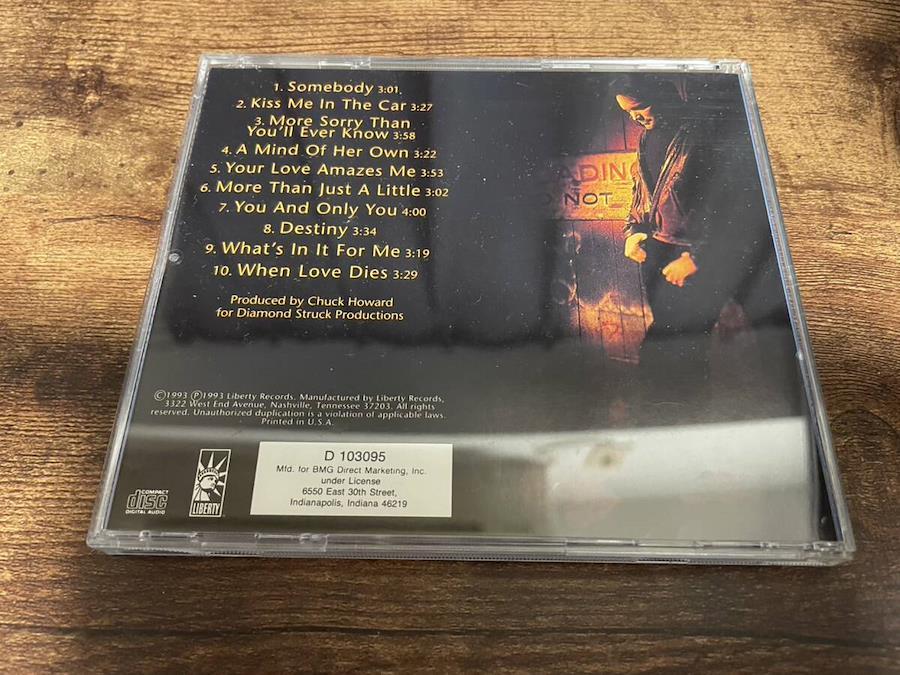 1. Somebody 3:01
2. Kiss Me In The Car 3:27
3. More Sorry Than
You'll Ever Know 3:58
4. A Mind Of Her Own 3:22
5. Your Love Amazes Me 3:53
6. More Than Just A Little 3:02
7. You And Only You 4:00
8. Destiny 3:34
9. What's In It For Me 3:19
10. When Love Dies 3:29
Produced by Chuck Howard
for Diamond Struck Productions
ADING
NOT
©1993 ℗1993 Liberty Records. Manufactured by Liberty Records,
3322 West End Avenue, Nashville, Tennessee 37203. All rights
reserved. Unauthorized duplication is a violation of applicable laws.
Printed in U.S.A.
COMPACT
disc
DIGITAL AUDIO
LIBERTY
D 103095
Mfd. for BMG Direct Marketing, Inc.
under License
6550 East 30th Street,
Indianapolis, Indiana 46219